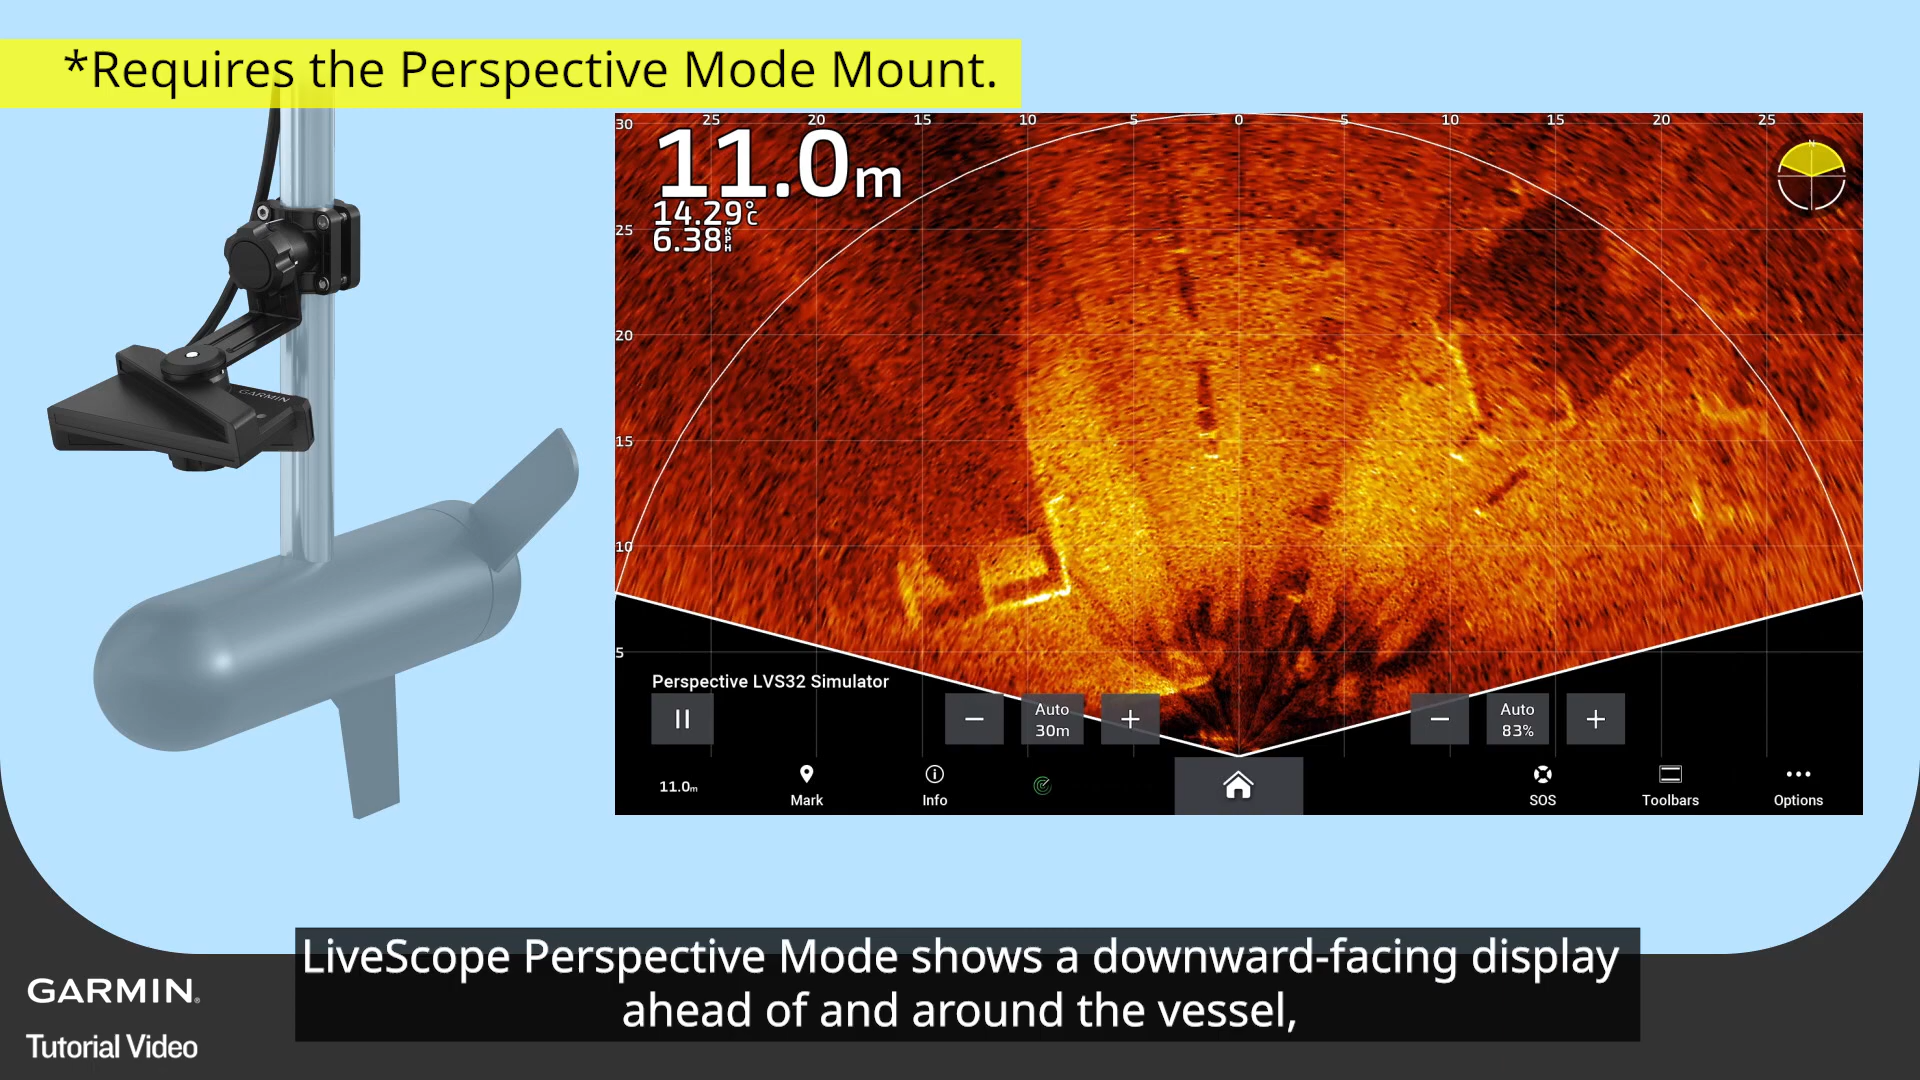 *Requires the Perspective Mode Mount.
GARMIN
30 25 20 15 10 5 0 5 10 15 20 25
11.0 m
14.29°C
6.38 KPH
N
25
20
15
10
5
Perspective LVS32 Simulator
Auto
30m
Auto
83%
11.0m
Mark
Info
SOS
Toolbars
Options
LiveScope Perspective Mode shows a downward-facing display
ahead of and around the vessel,
GARMIN®
Tutorial Video